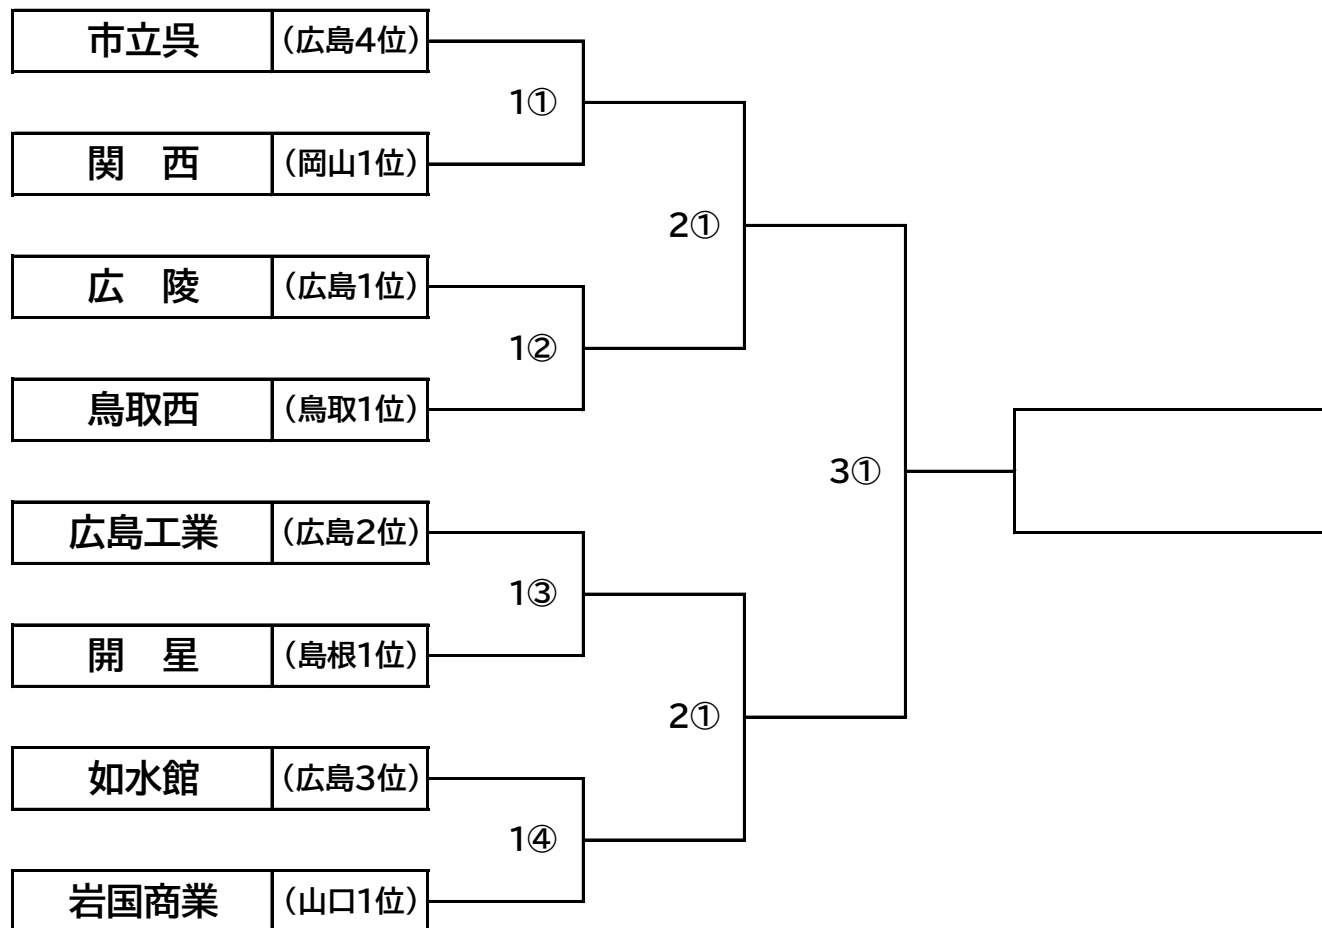 市立呉 (広島4位)
1①
関　西 (岡山1位)
2①
広　陵 (広島1位)
1②
鳥取西 (鳥取1位)
3①
広島工業 (広島2位)
1③
開　星 (島根1位)
2①
如水館 (広島3位)
1④
岩国商業 (山口1位)